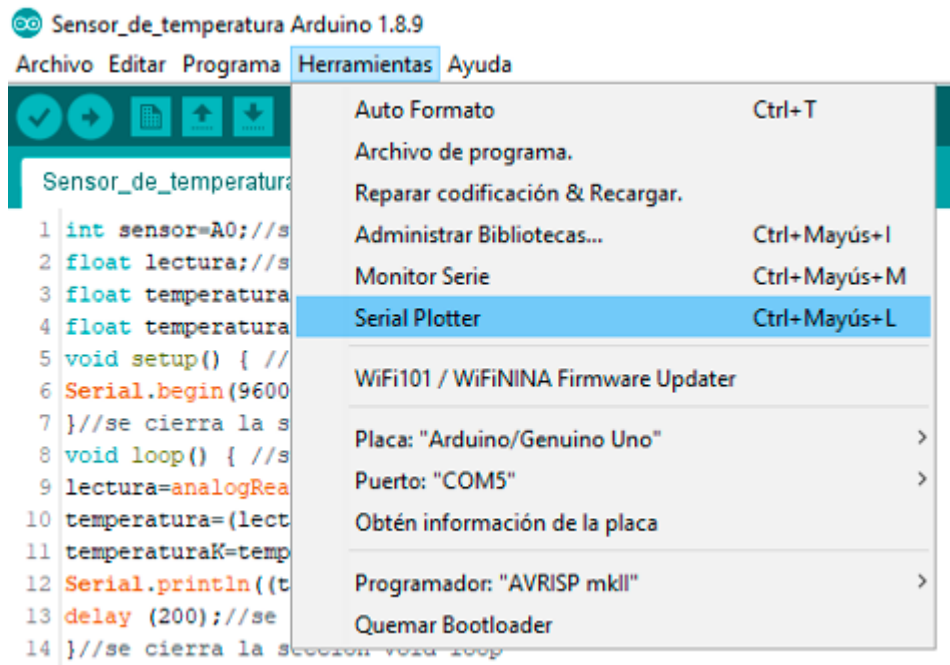 Sensor_de_temperatura Arduino 1.8.9
Archivo Editar Programa Herramientas Ayuda
Auto Formato Ctrl+T
Archivo de programa.
Reparar codificación & Recargar.
Administrar Bibliotecas... Ctrl+Mayús+I
Monitor Serie Ctrl+Mayús+M
Serial Plotter Ctrl+Mayús+L
WiFi101 / WiFiNINA Firmware Updater
Placa: "Arduino/Genuino Uno"
Puerto: "COM5"
Obtén información de la placa
Programador: "AVRISP mkII"
Quemar Bootloader
Sensor_de_temperatura
1 int sensor=A0;//s
2 float lectura;//s
3 float temperatura
4 float temperatura
5 void setup() { //
6 Serial.begin(9600
7 }//se cierra la s
8 void loop() { //s
9 lectura=analogRea
10 temperatura=(lect
11 temperaturaK=temp
12 Serial.println((t
13 delay (200);//se
14 }//se cierra la sección void loop